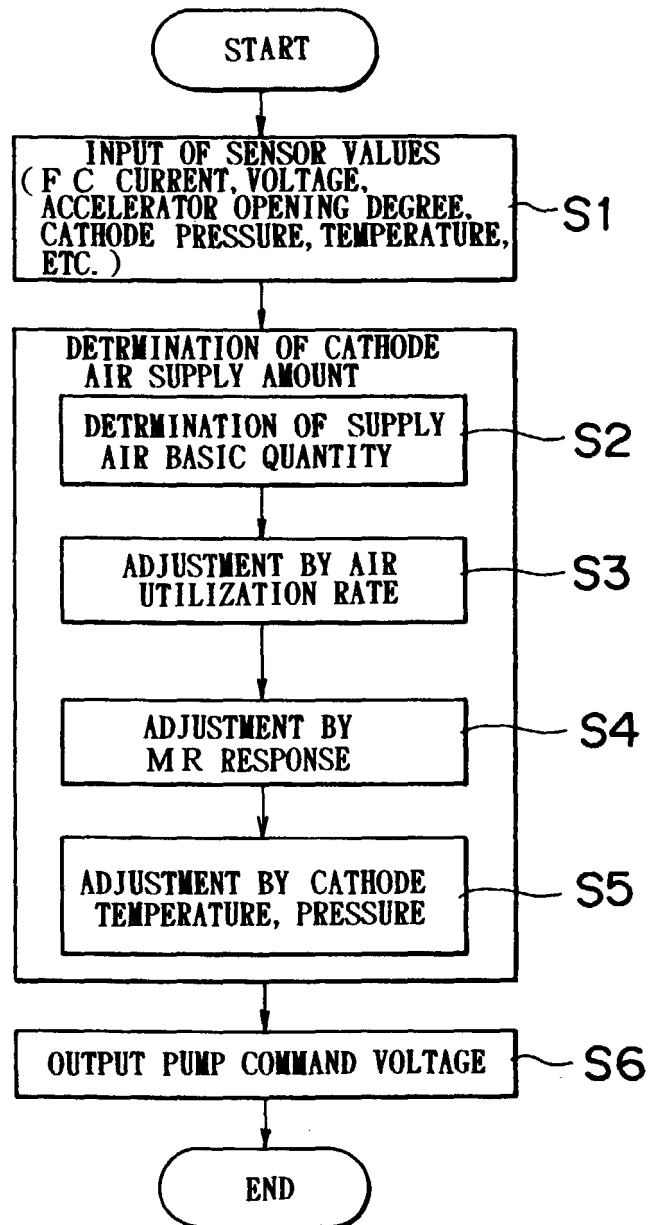 START
INPUT OF SENSOR VALUES
(F C CURRENT, VOLTAGE,
ACCELERATOR OPENING DEGREE,
CATHODE PRESSURE, TEMPERATURE,
ETC.)
S1
DETRMINATION OF CATHODE
AIR SUPPLY AMOUNT
DETRMINATION OF SUPPLY
AIR BASIC QUANTITY
S2
ADJUSTMENT BY AIR
UTILIZATION RATE
S3
ADJUSTMENT BY
MR RESPONSE
S4
ADJUSTMENT BY CATHODE
TEMPERATURE, PRESSURE
S5
OUTPUT PUMP COMMAND VOLTAGE
S6
END